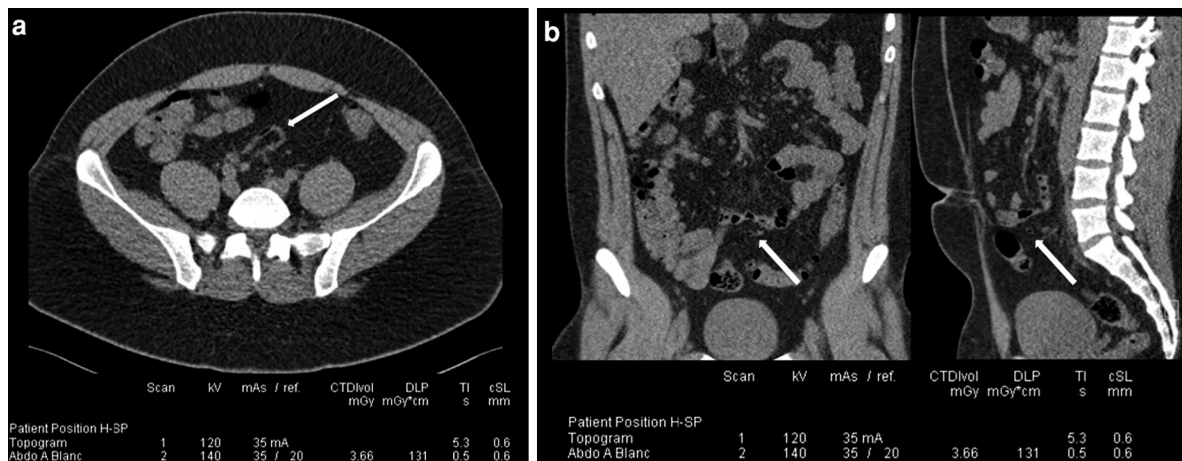 a
Scan kV mAs / ref. CTDIvol DLP TI cSL
mGy mGy*cm s mm
Patient Position H-SP
Topogram 1 120 35 mA 5.3 0.6
Abdo A Blanc 2 140 35 / 20 3.66 131 0.5 0.6
b
Scan kV mAs / ref. CTDIvol DLP TI cSL
mGy mGy*cm s mm
Patient Position H-SP
Topogram 1 120 35 mA 5.3 0.6
Abdo A Blanc 2 140 35 / 20 3.66 131 0.5 0.6